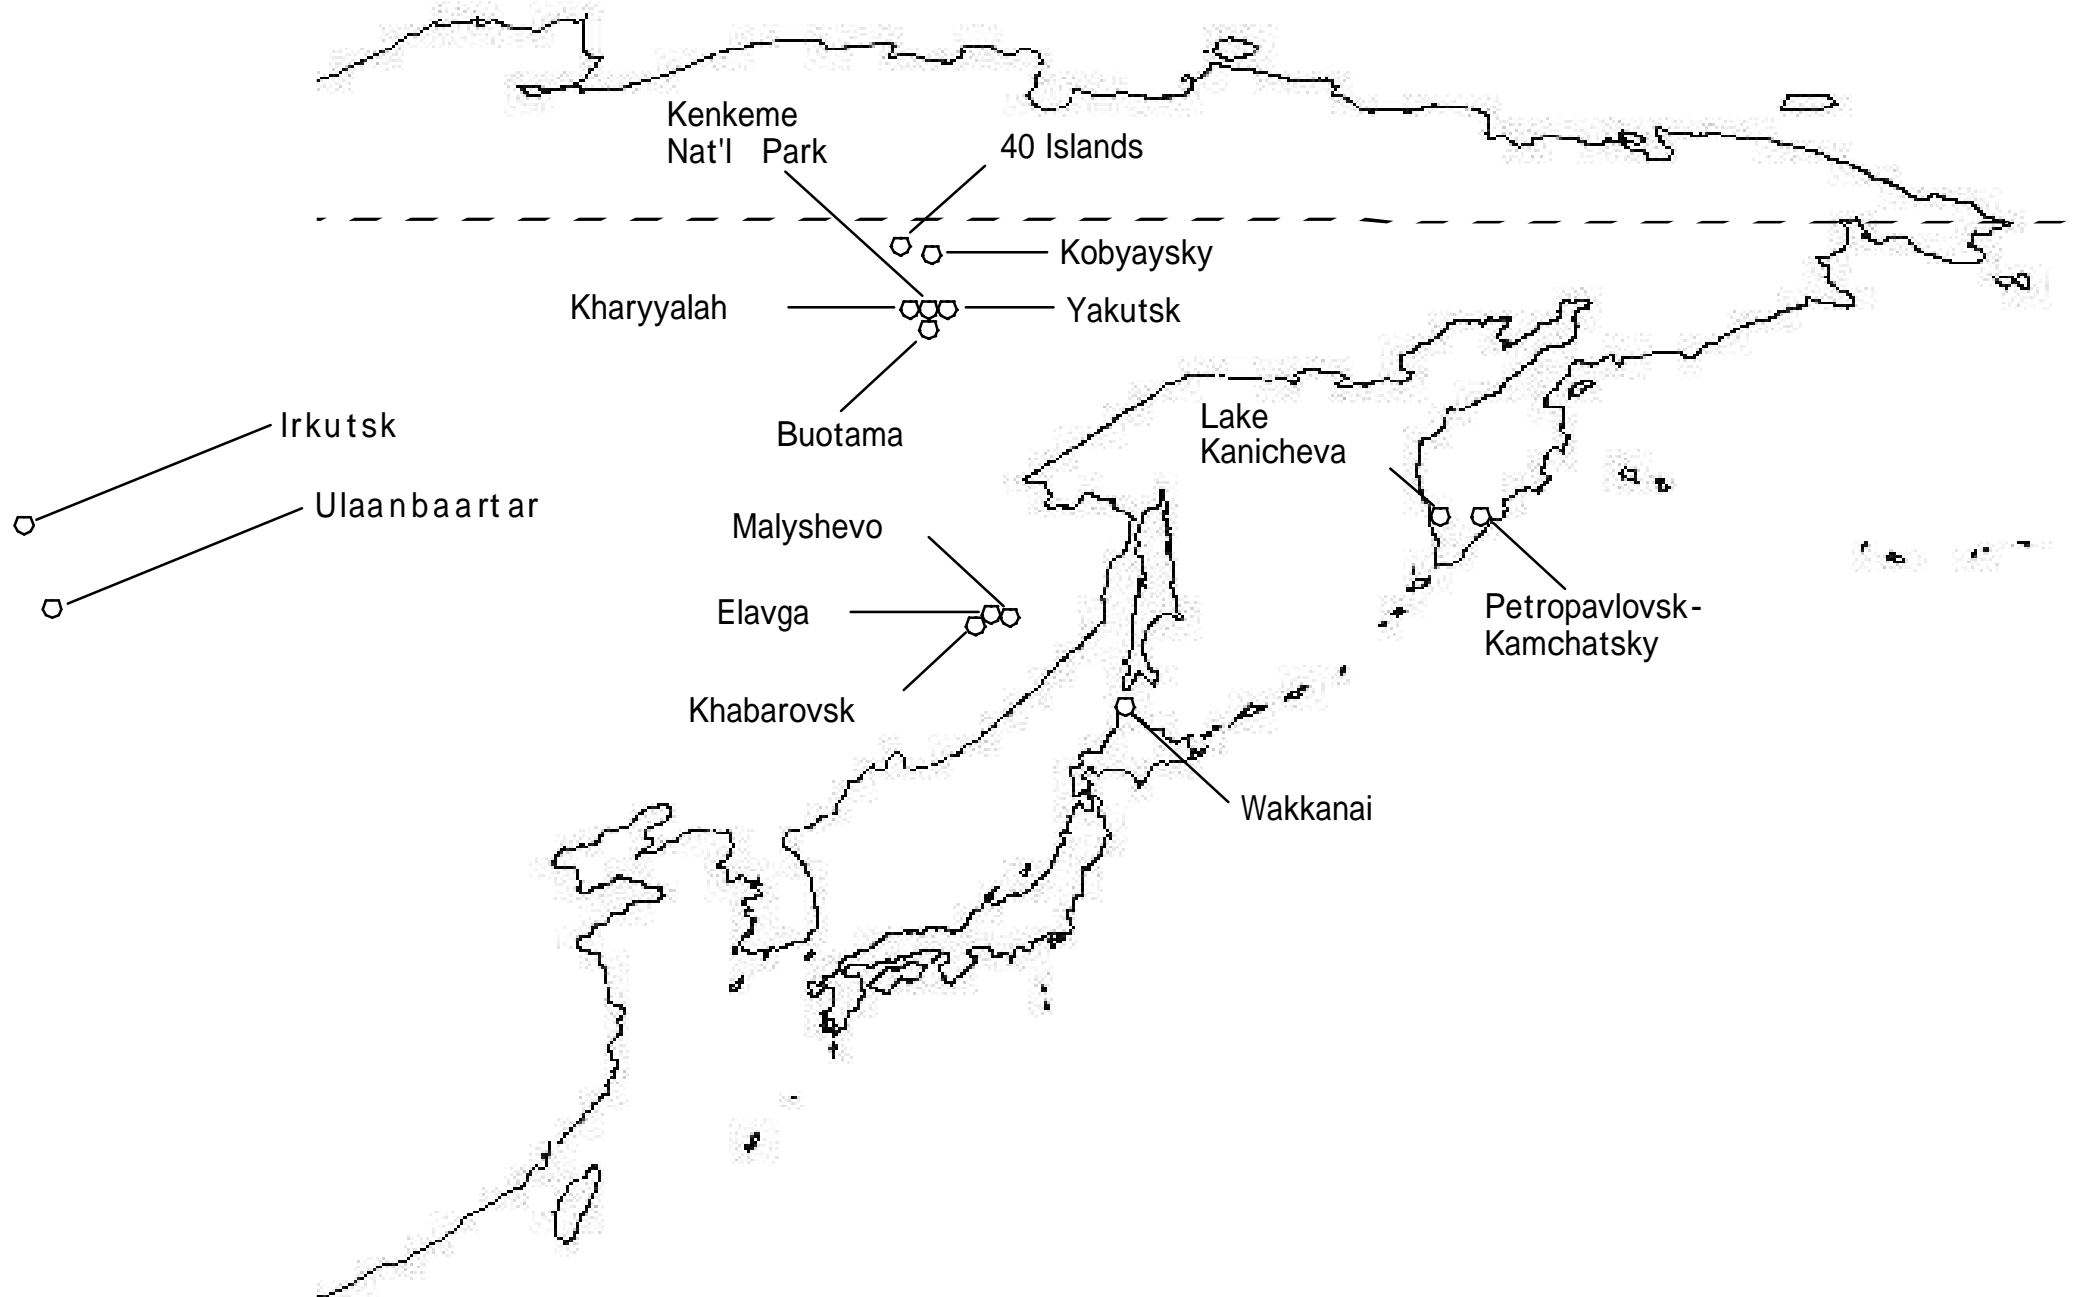 Kenkeme
Nat'l Park
40 Islands
Kobyaysky
Kharyyalah
Yakutsk
Buotama
Irkutsk
Ulaanbaartar
Lake
Kanicheva
Malyshevo
Elavga
Petropavlovsk-
Kamchatsky
Khabarovsk
Wakkanai